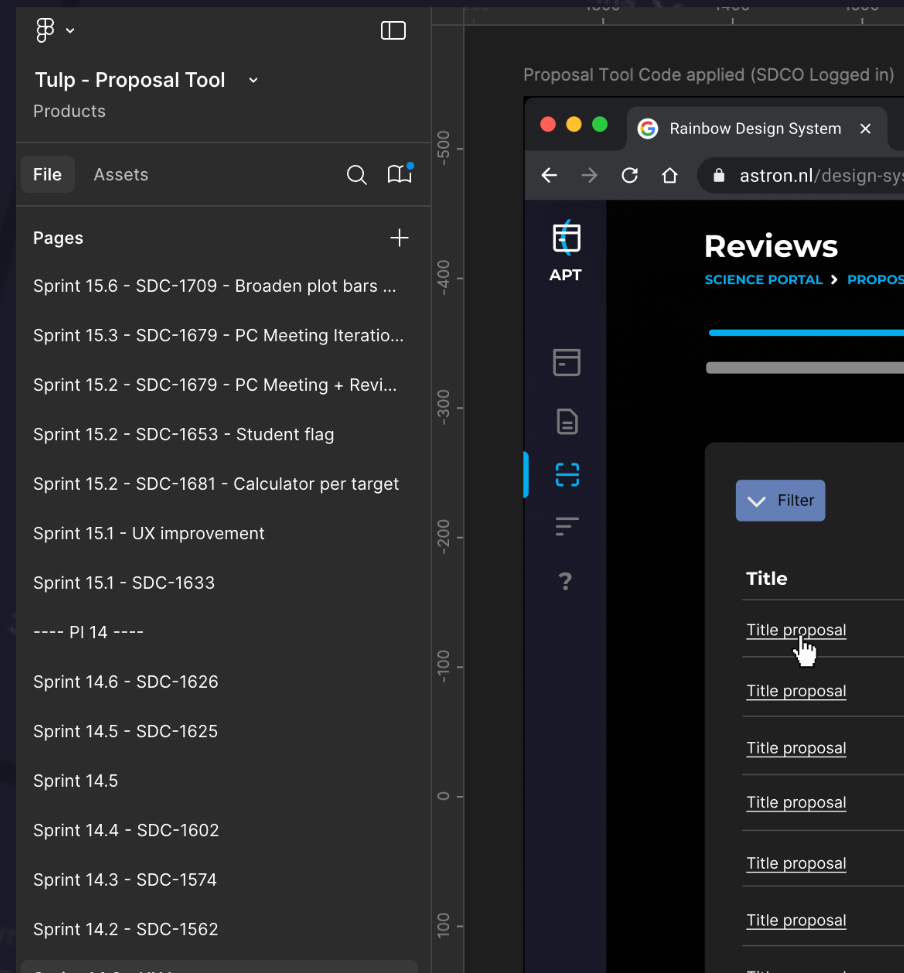 Tulp - Proposal Tool
Products
File
Assets
Pages
Sprint 15.6 - SDC-1709 - Broaden plot bars ...
Sprint 15.3 - SDC-1679 - PC Meeting Iteratio...
Sprint 15.2 - SDC-1679 - PC Meeting + Revi...
Sprint 15.2 - SDC-1653 - Student flag
Sprint 15.2 - SDC-1681 - Calculator per target
Sprint 15.1 - UX improvement
Sprint 15.1 - SDC-1633
---- PI 14 ----
Sprint 14.6 - SDC-1626
Sprint 14.5 - SDC-1625
Sprint 14.5
Sprint 14.4 - SDC-1602
Sprint 14.3 - SDC-1574
Sprint 14.2 - SDC-1562
-500
-400
-300
-200
-100
0
100
Proposal Tool Code applied (SDCO Logged in)
Rainbow Design System
astron.nl/design-sys
APT
Reviews
SCIENCE PORTAL > PROPOS
Filter
Title
Title proposal
Title proposal
Title proposal
Title proposal
Title proposal
Title proposal